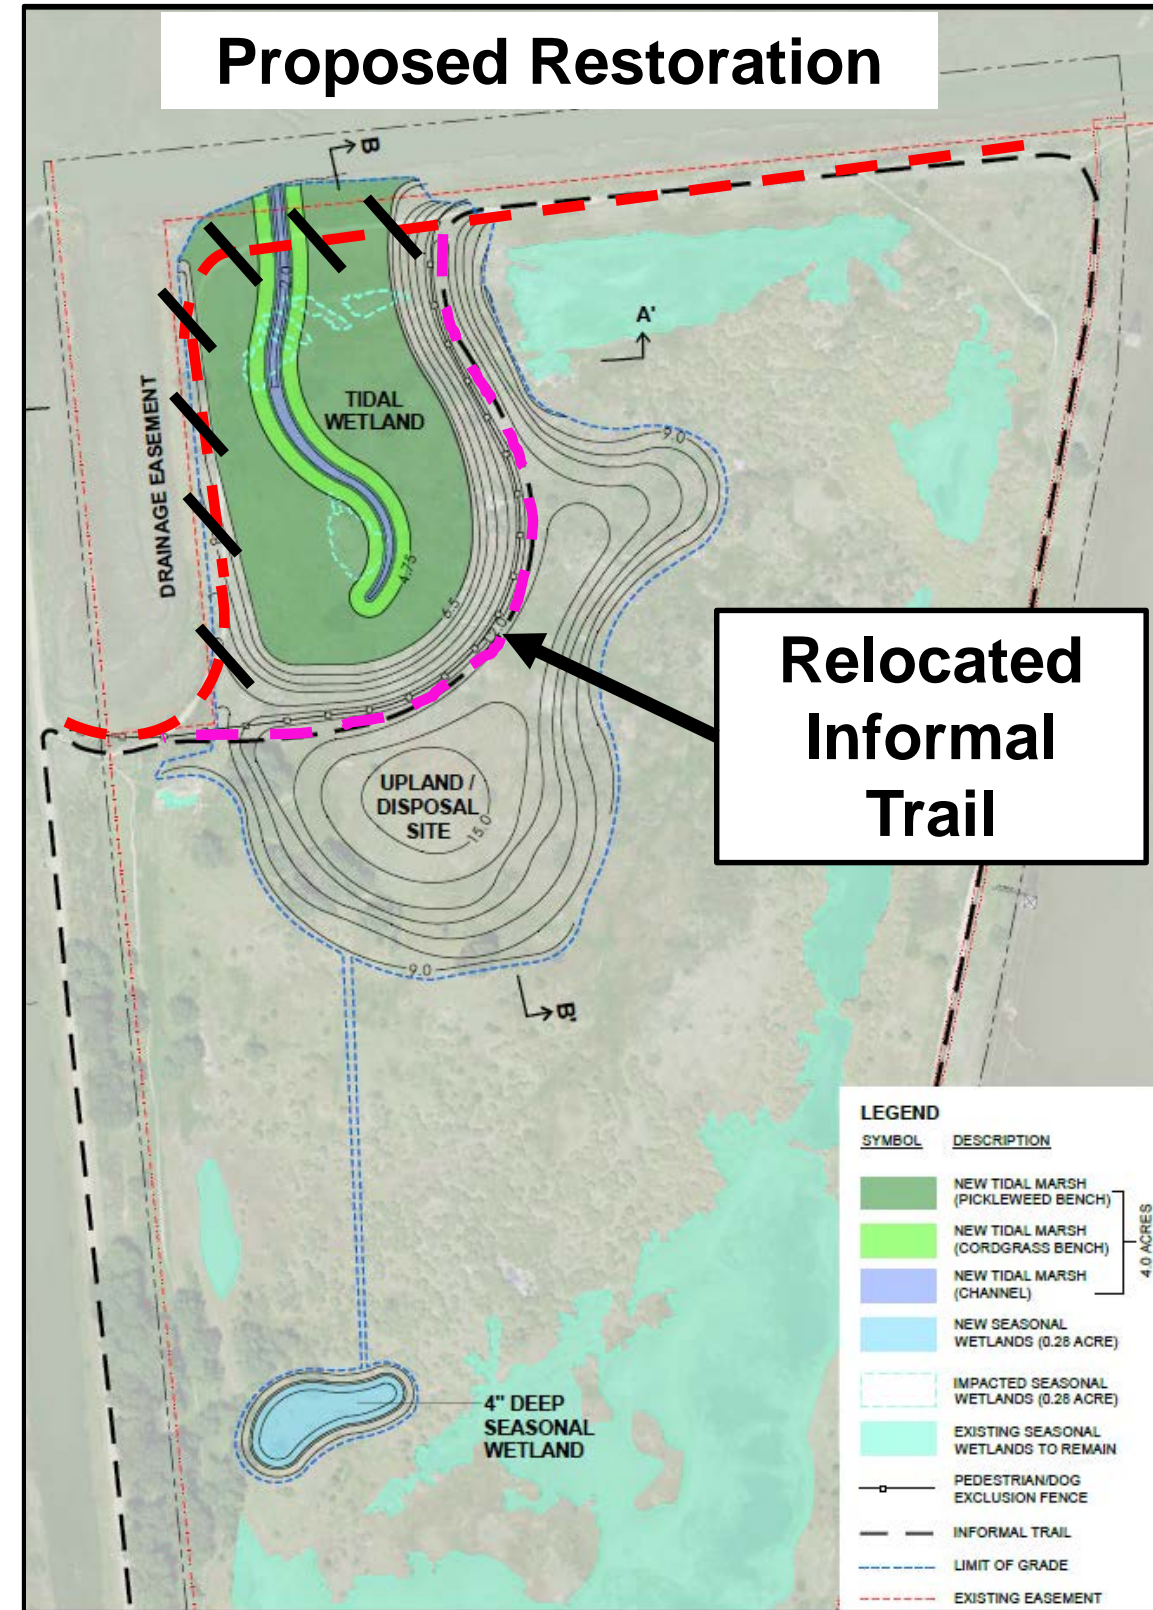 Proposed Restoration
B
A'
TIDAL
WETLAND
DRAINAGE EASEMENT
9.0
4.75
6.5
12.0
Relocated
Informal
Trail
UPLAND /
DISPOSAL
SITE
15.0
9.0
B'
4" DEEP
SEASONAL
WETLAND
LEGEND
SYMBOL DESCRIPTION
NEW TIDAL MARSH
(PICKLEWEED BENCH)
NEW TIDAL MARSH
(CORDGRASS BENCH)
NEW TIDAL MARSH
(CHANNEL)
4.0 ACRES
NEW SEASONAL
WETLANDS (0.28 ACRE)
IMPACTED SEASONAL
WETLANDS (0.28 ACRE)
EXISTING SEASONAL
WETLANDS TO REMAIN
PEDESTRIAN/DOG
EXCLUSION FENCE
INFORMAL TRAIL
LIMIT OF GRADE
EXISTING EASEMENT